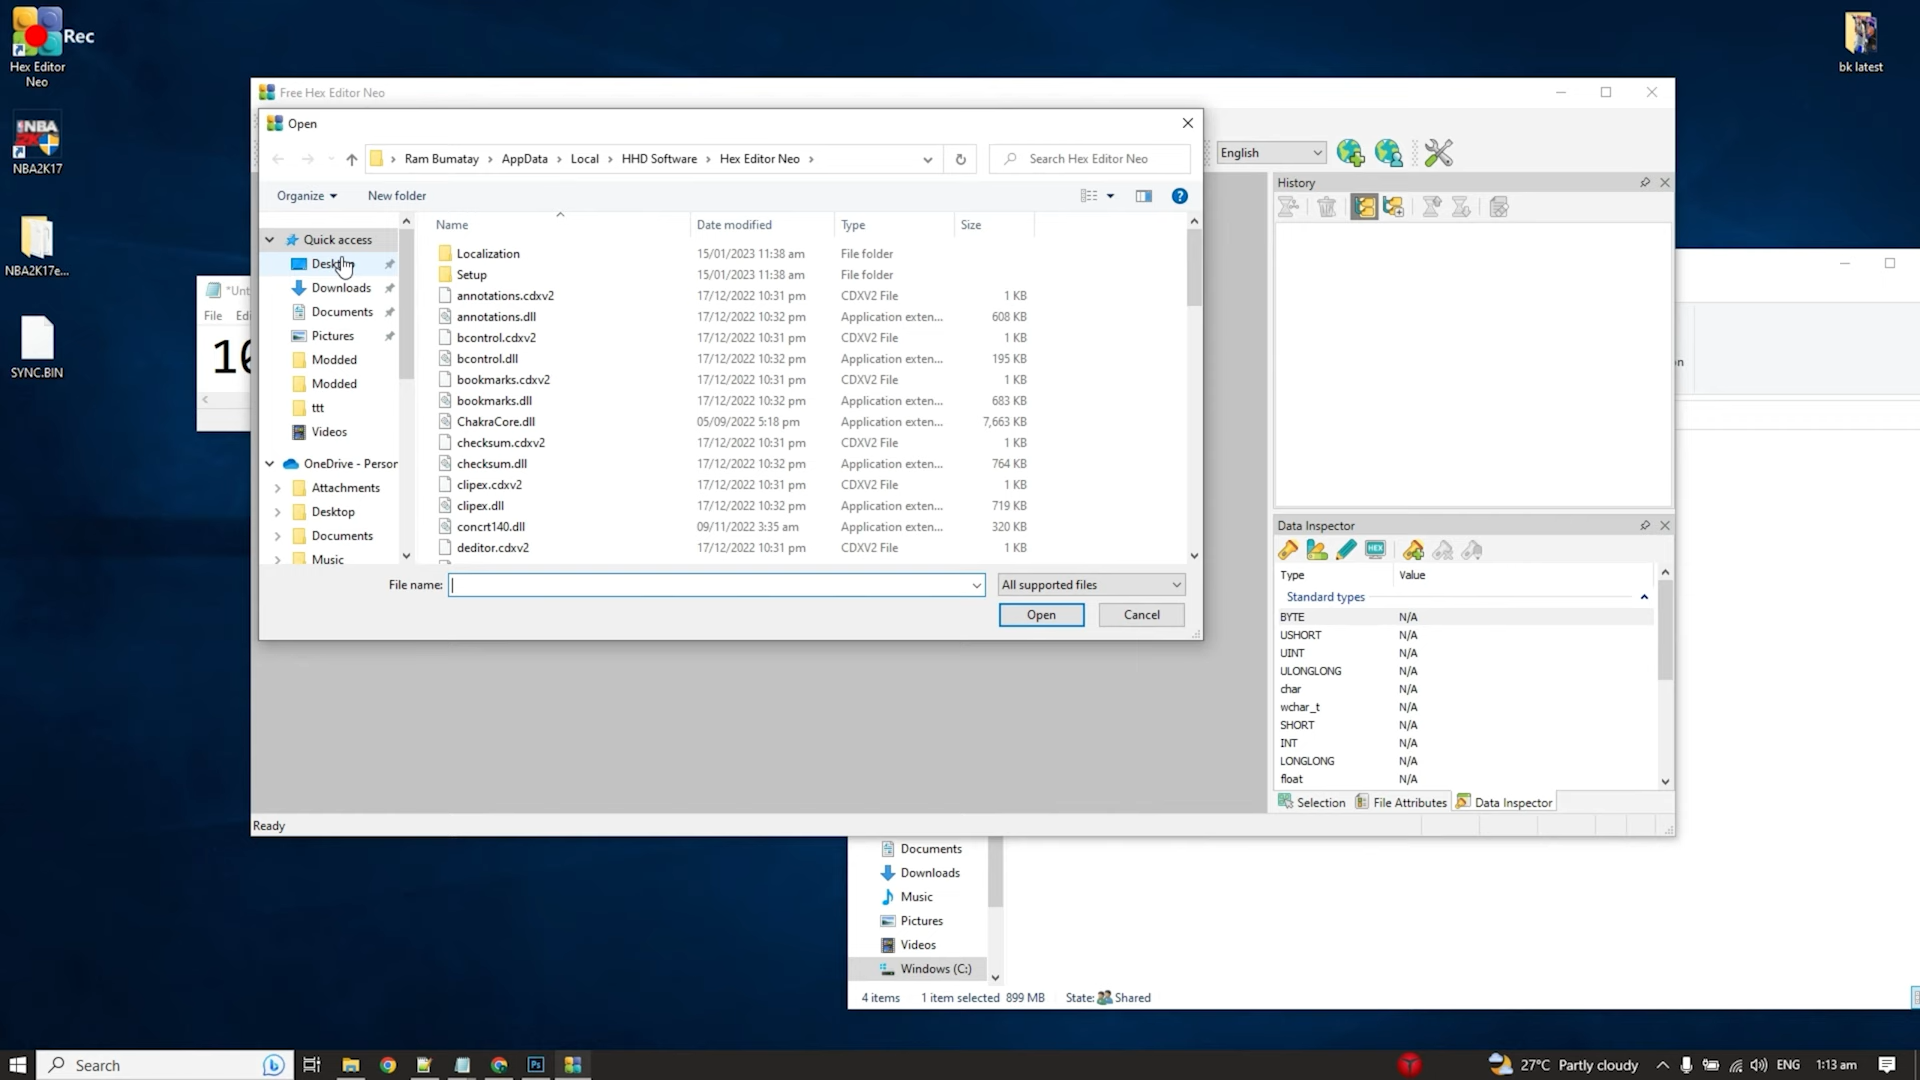 Rec
Hex Editor
Neo
NBA2K17
NBA2K17e...
SYNC.BIN
bk latest
Free Hex Editor Neo
Open
Ram Bumatay
AppData
Local
HHD Software
Hex Editor Neo
Search Hex Editor Neo
English
Organize
New folder
Quick access
Desktop
Downloads
Documents
Pictures
Modded
Modded
ttt
Videos
OneDrive - Person
Attachments
Desktop
Documents
Music
Name Date modified Type Size
Localization 15/01/2023 11:38 am File folder
Setup 15/01/2023 11:38 am File folder
annotations.cdxv2 17/12/2022 10:31 pm CDXV2 File 1 KB
annotations.dll 17/12/2022 10:32 pm Application exten... 608 KB
bcontrol.cdxv2 17/12/2022 10:31 pm CDXV2 File 1 KB
bcontrol.dll 17/12/2022 10:32 pm Application exten... 195 KB
bookmarks.cdxv2 17/12/2022 10:31 pm CDXV2 File 1 KB
bookmarks.dll 17/12/2022 10:32 pm Application exten... 683 KB
ChakraCore.dll 05/09/2022 5:18 pm Application exten... 7,663 KB
checksum.cdxv2 17/12/2022 10:31 pm CDXV2 File 1 KB
checksum.dll 17/12/2022 10:32 pm Application exten... 764 KB
clipex.cdxv2 17/12/2022 10:31 pm CDXV2 File 1 KB
clipex.dll 17/12/2022 10:32 pm Application exten... 719 KB
concrt140.dll 09/11/2022 3:35 am Application exten... 320 KB
deditor.cdxv2 17/12/2022 10:31 pm CDXV2 File 1 KB
File name:
All supported files
Open
Cancel
*Unt
File Edi
10
History
Data Inspector
HEX
Type Value
Standard types
BYTE N/A
USHORT N/A
UINT N/A
ULONGLONG N/A
char N/A
wchar_t N/A
SHORT N/A
INT N/A
LONGLONG N/A
float N/A
Selection File Attributes Data Inspector
Ready
n
Documents
Downloads
Music
Pictures
Videos
Windows (C:)
4 items 1 item selected 899 MB State: Shared
Search
Ps
27°C Partly cloudy
ENG
1:13 am